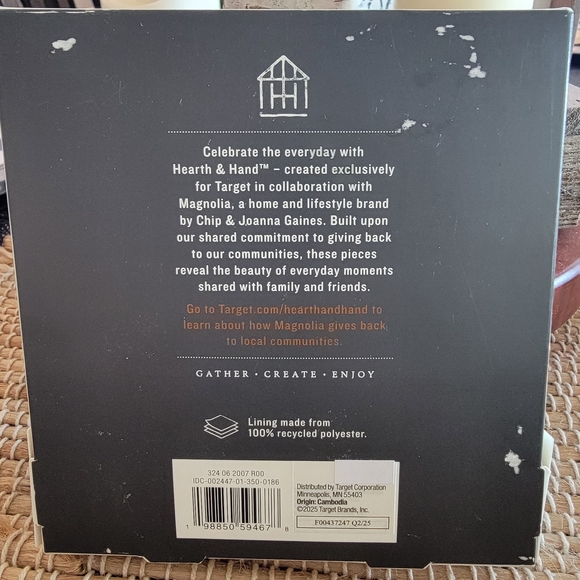 Celebrate the everyday with
Hearth & Hand™ – created exclusively
for Target in collaboration with
Magnolia, a home and lifestyle brand
by Chip & Joanna Gaines. Built upon
our shared commitment to giving back
to our communities, these pieces
reveal the beauty of everyday moments
shared with family and friends.
Go to Target.com/hearthandhand to
learn about how Magnolia gives back
to local communities.
GATHER · CREATE · ENJOY
Lining made from
100% recycled polyester.
324 06 2007 R00
IDC-002447-01-350-0186
1 98850 59467 8
Distributed by Target Corporation
Minneapolis, MN 55403
Origin: Cambodia
©2025 Target Brands, Inc.
F00437247 Q2/25